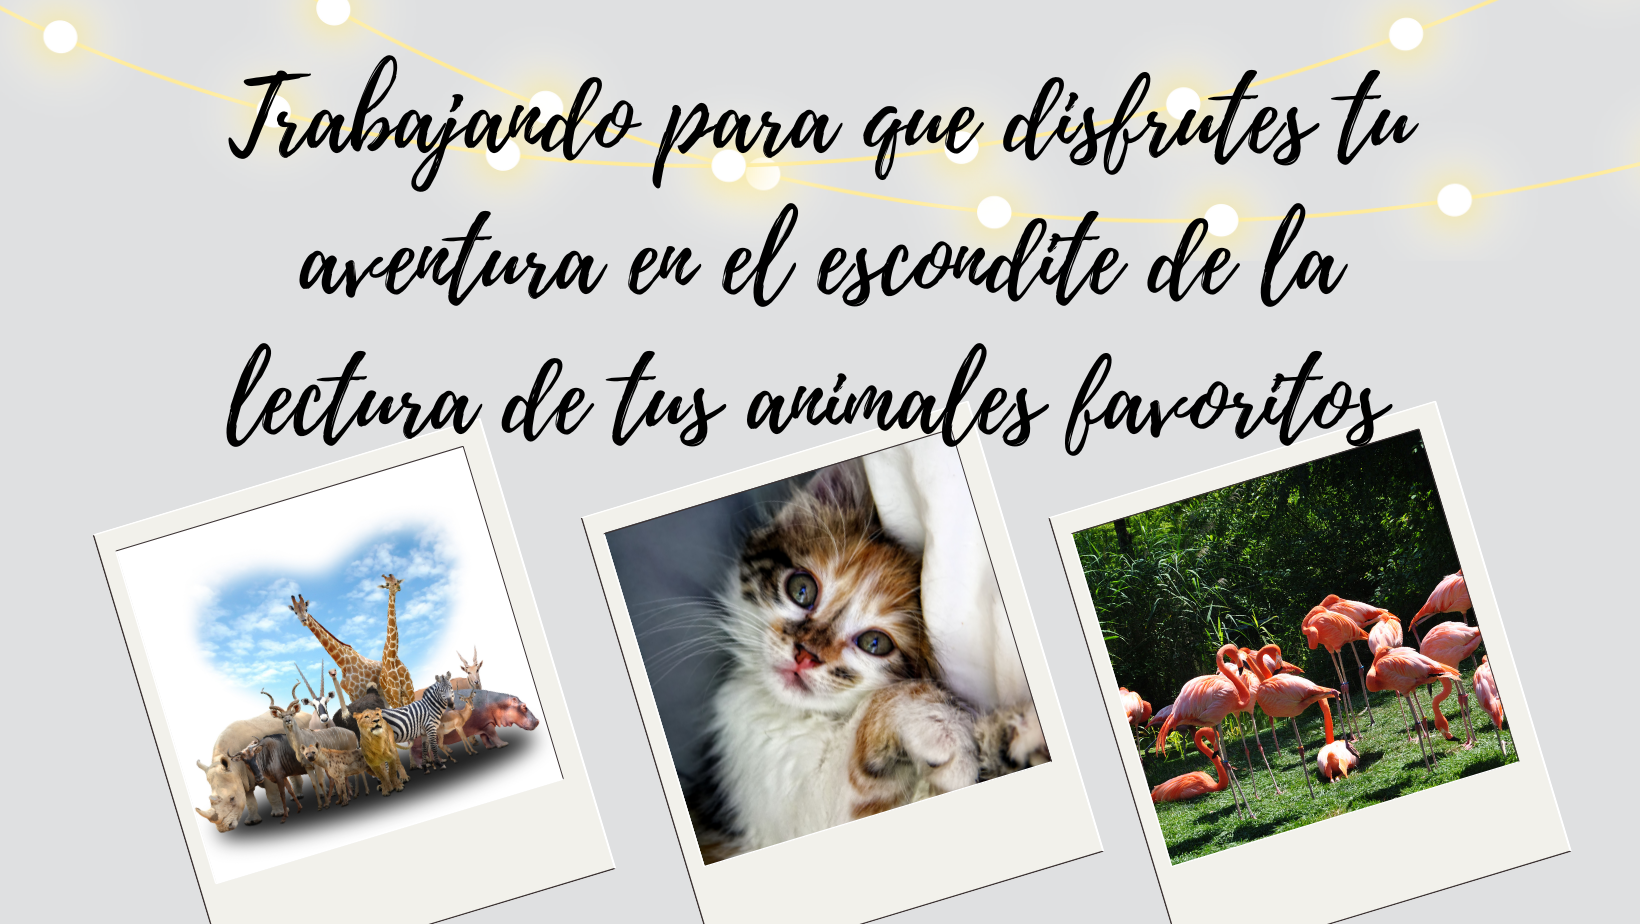 Trabajando para que disfrutes tu
aventura en el escondite de la
lectura de tus animales favoritos